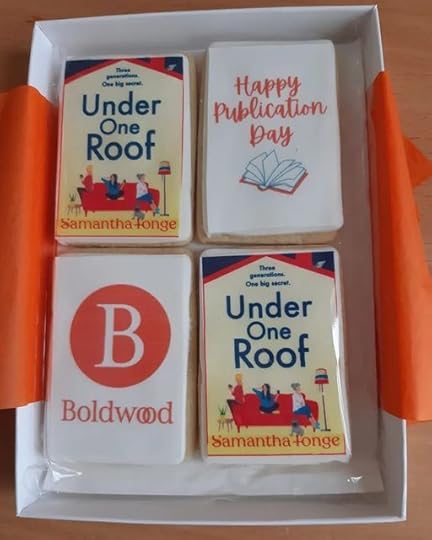 Three
generations.
One big secret.
Under
One
Roof
Samantha Tonge
Happy
Publication
Day
B
Boldwood
Three
generations.
One big secret.
Under
One
Roof
Samantha Tonge